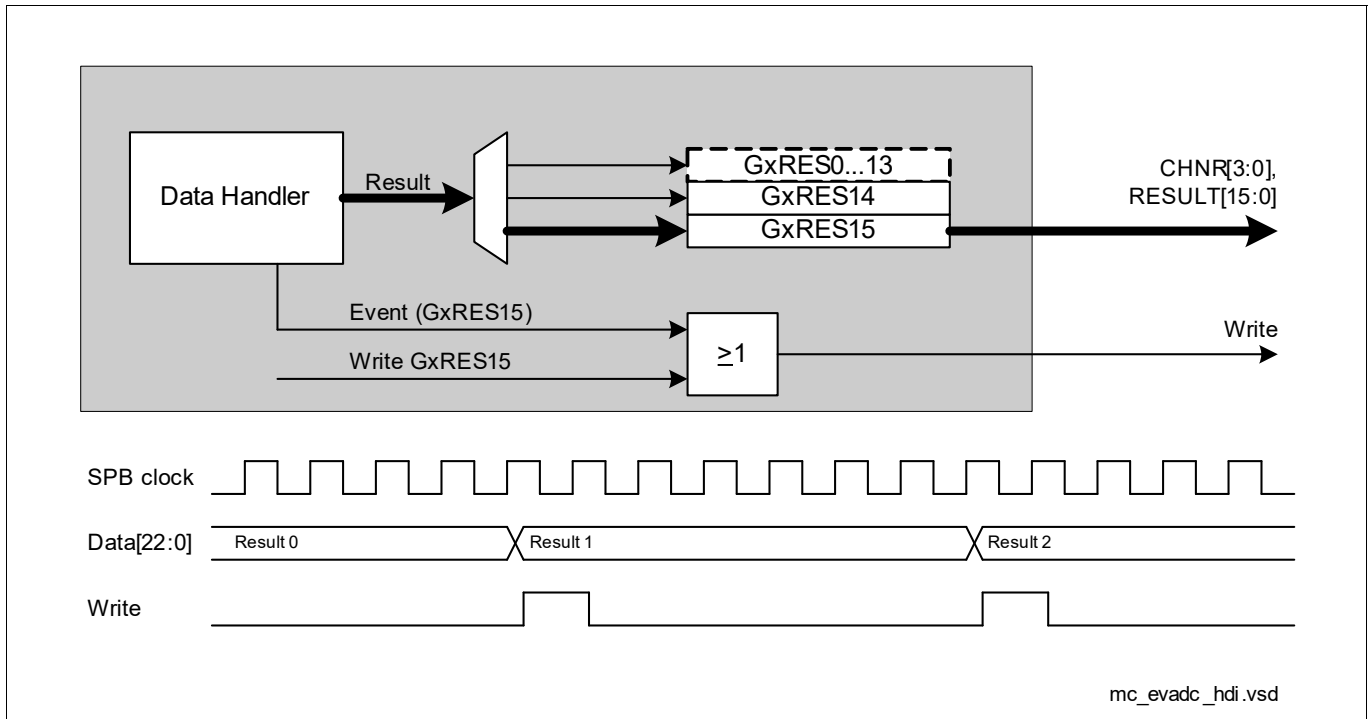 Data Handler
Result
GxRES0...13
GxRES14
GxRES15
CHNR[3:0],
RESULT[15:0]
Event (GxRES15)
Write GxRES15
≥1
Write
SPB clock
Data[22:0]
Result 0
Result 1
Result 2
Write
mc_evadc_hdi.vsd